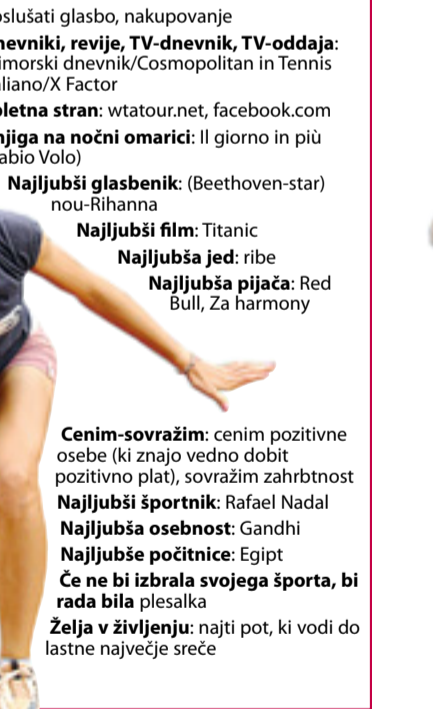 oslušati glasbo, nakupovanje
nevniki, revije, TV-dnevnik, TV-oddaja:
imorski dnevnik/Cosmopolitan in Tennis
aliano/X Factor
pletna stran: wtatour.net, facebook.com
njiga na nočni omarici: Il giorno in più
abio Volo)
Najljubši glasbenik: (Beethoven-star)
nou-Rihanna
Najljubši film: Titanic
Najljubša jed: ribe
Najljubša pijača: Red
Bull, Za harmony
Cenim-sovražim: cenim pozitivne
osebe (ki znajo vedno dobit
pozitivno plat), sovražim zahrbtnost
Najljubši športnik: Rafael Nadal
Najljubša osebnost: Gandhi
Najljubše počitnice: Egipt
Če ne bi izbrala svojega športa, bi
rada bila plesalka
Želja v življenju: najti pot, ki vodi do
lastne največje sreče